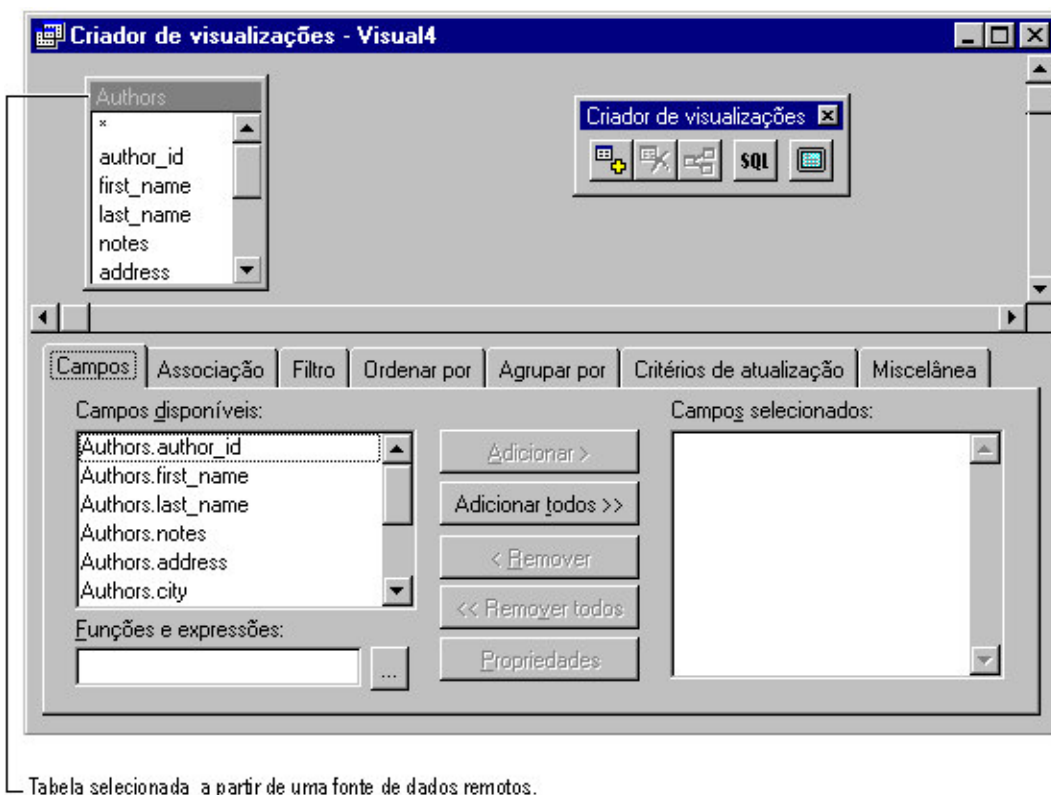 Criador de visualizações - Visual4
Authors
*
author_id
first_name
last_name
notes
address
Criador de visualizações
SQL
Campos
Associação
Filtro
Ordenar por
Agrupar por
Critérios de atualização
Miscelânea
Campos disponíveis:
Authors.author_id
Authors.first_name
Authors.last_name
Authors.notes
Authors.address
Authors.city
Funções e expressões:
...
Adicionar >
Adicionar todos >>
< Remover
<< Remover todos
Propriedades
Campos selecionados:
Tabela selecionada a partir de uma fonte de dados remotos.